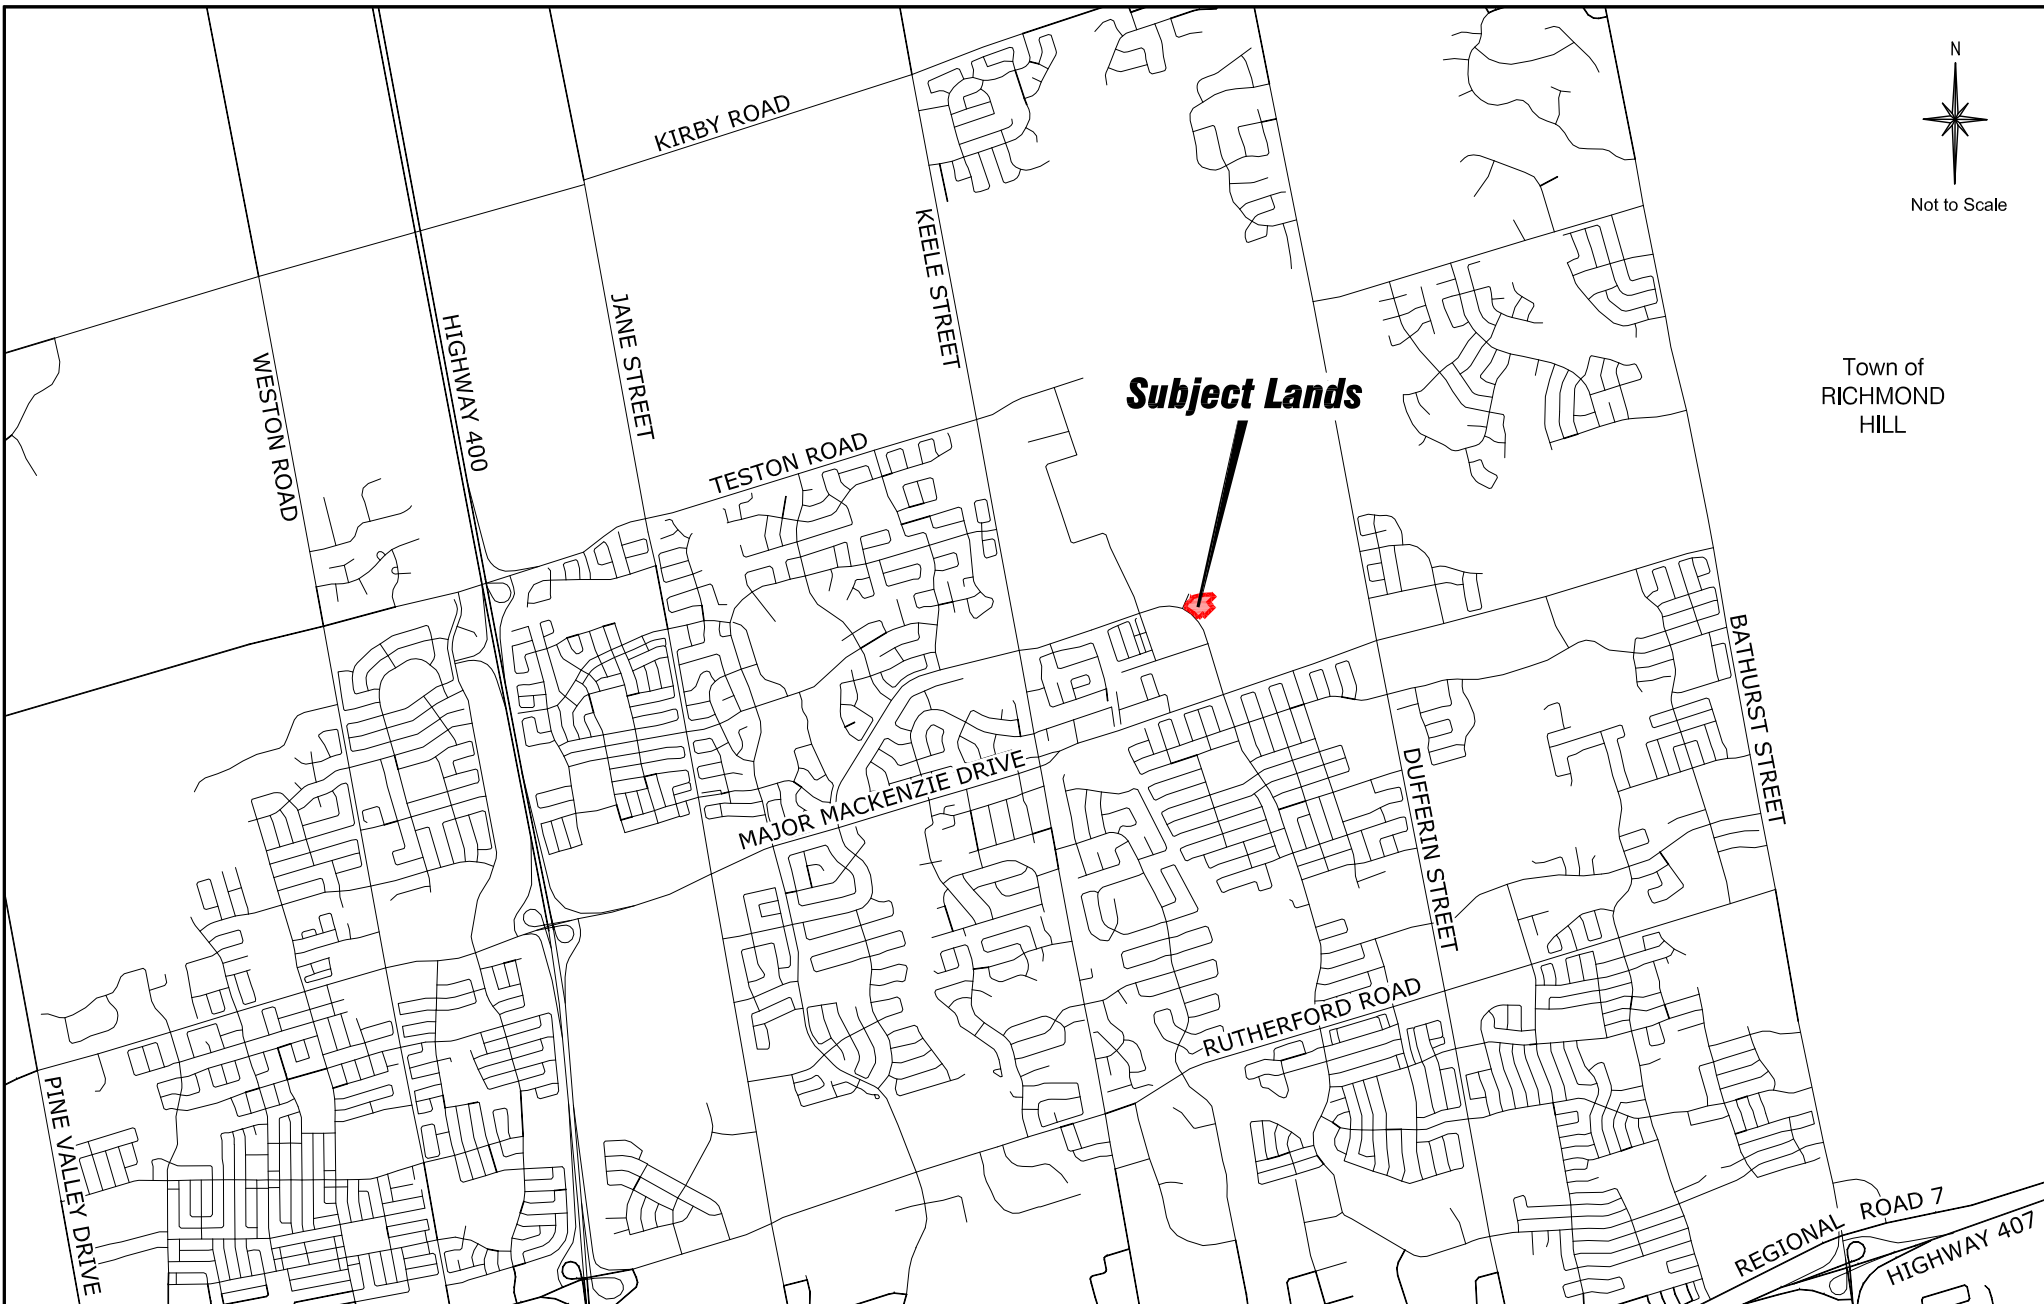 N
Not to Scale
KIRBY ROAD
KEELE STREET
JANE STREET
HIGHWAY 400
WESTON ROAD
Town of
RICHMOND
HILL
Subject Lands
TESTON ROAD
BATHURST STREET
MAJOR MACKENZIE DRIVE
DUFFERIN STREET
RUTHERFORD ROAD
PINE VALLEY DRIVE
REGIONAL ROAD 7
HIGHWAY 407